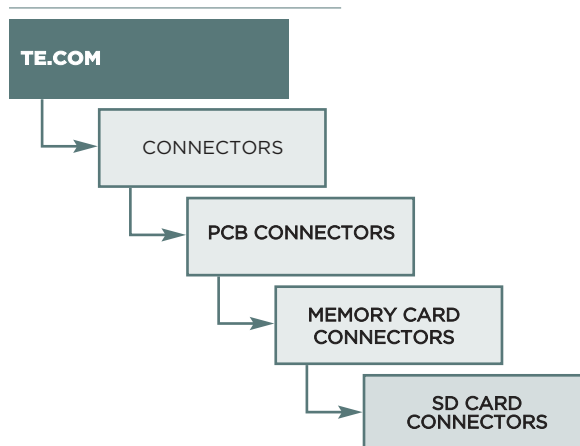 TE.COM
CONNECTORS
PCB CONNECTORS
MEMORY CARD
CONNECTORS
SD CARD
CONNECTORS